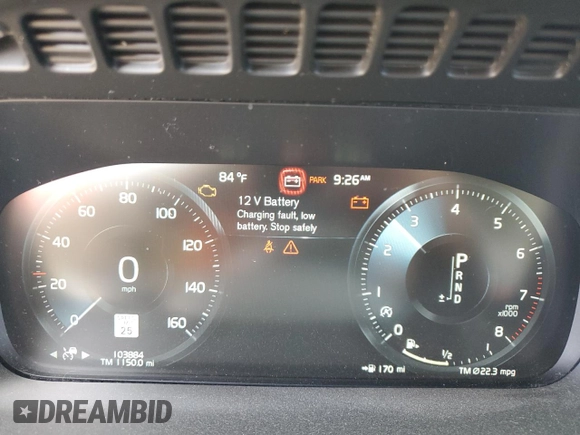 84 °F
PARK
9:26AM
12 V Battery
Charging fault, low
battery. Stop safely
0
20
40
60
80
100
120
140
160
mph
0
mph
25
103884
TM 1150.0 mi
0
1
2
3
4
5
6
7
8
P
R
N
D
±
rpm
x1000
1/2
170 mi
TM Ø22.3 mpg
DREAMBID